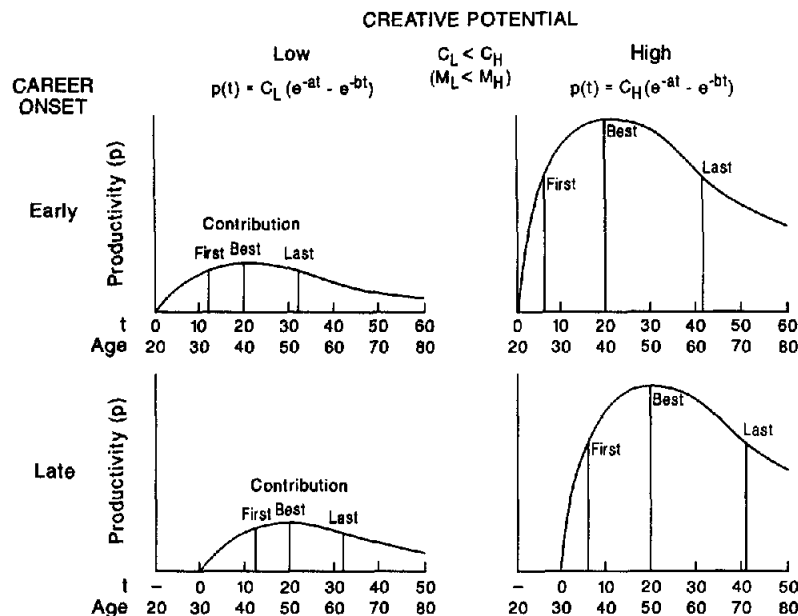 CREATIVE POTENTIAL
Low
C_L < C_H
High
(M_L < M_H)
CAREER
ONSET
p(t) = C_L (e^-at - e^-bt)
p(t) = C_H (e^-at - e^-bt)
Early
Productivity (p)
Contribution
First Best Last
t 0 10 20 30 40 50 60
Age 20 30 40 50 60 70 80
First
Best
Last
0 10 20 30 40 50 60
20 30 40 50 60 70 80
Late
Productivity (p)
Contribution
First Best Last
t – 0 10 20 30 40 50
Age 20 30 40 50 60 70 80
First
Best
Last
– 0 10 20 30 40 50
20 30 40 50 60 70 80